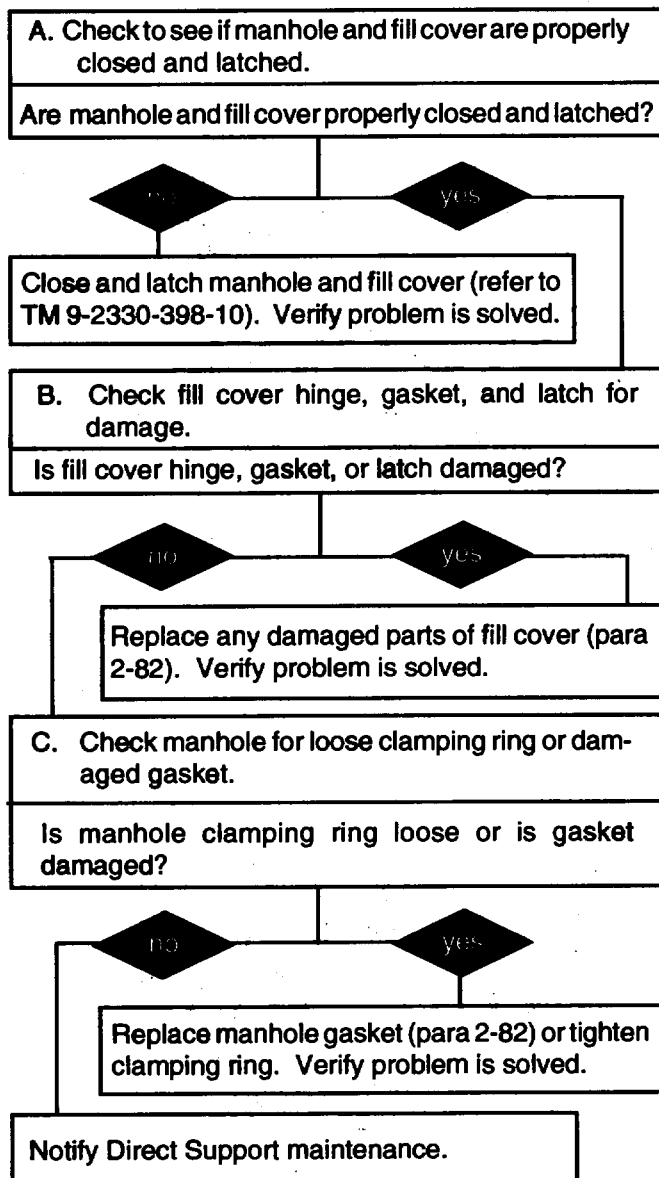 A. Check to see if manhole and fill cover are properly
closed and latched.
Are manhole and fill cover properly closed and latched?
no yes
Close and latch manhole and fill cover (refer to
TM 9-2330-398-10). Verify problem is solved.
B. Check fill cover hinge, gasket, and latch for
damage.
Is fill cover hinge, gasket, or latch damaged?
no yes
Replace any damaged parts of fill cover (para
2-82). Verify problem is solved.
C. Check manhole for loose clamping ring or dam-
aged gasket.
Is manhole clamping ring loose or is gasket
damaged?
no yes
Replace manhole gasket (para 2-82) or tighten
clamping ring. Verify problem is solved.
Notify Direct Support maintenance.